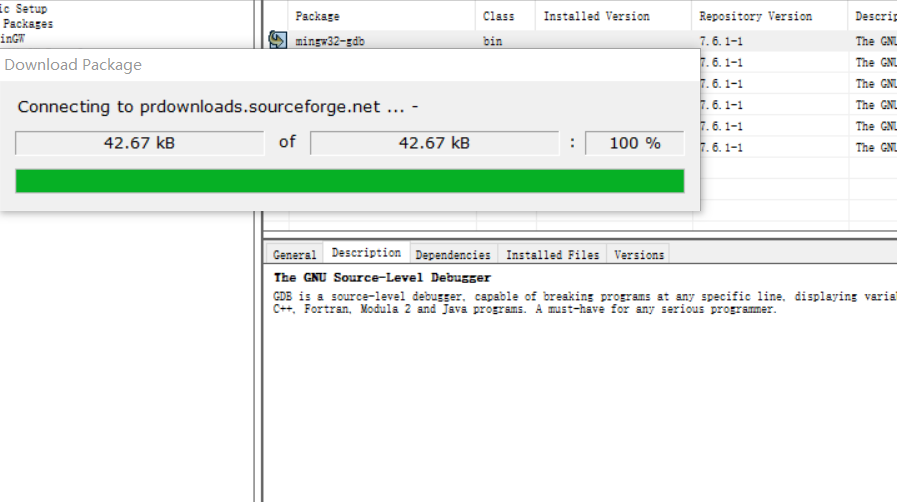 ic Setup
Packages
inGW
Package Class Installed Version Repository Version Descrip
mingw32-gdb bin 7.6.1-1 The GNU
Download Package
7.6.1-1 The GNU
7.6.1-1 The GNU
Connecting to prdownloads.sourceforge.net ... -
7.6.1-1 The GNU
7.6.1-1 The GNU
42.67 kB of 42.67 kB : 100 %
7.6.1-1 The GNU
General Description Dependencies Installed Files Versions
The GNU Source-Level Debugger
GDB is a source-level debugger, capable of breaking programs at any specific line, displaying varial
C++, Fortran, Modula 2 and Java programs. A must-have for any serious programmer.